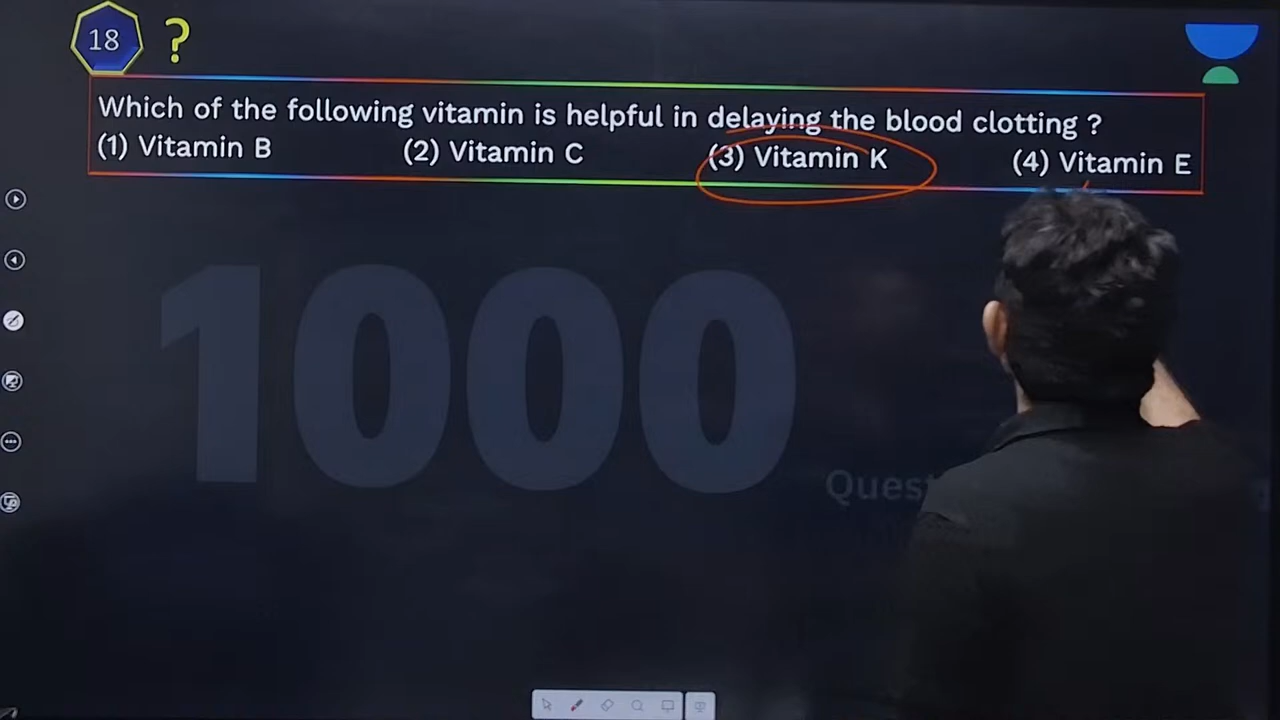 18 ?
Which of the following vitamin is helpful in delaying the blood clotting ?
(1) Vitamin B (2) Vitamin C (3) Vitamin K (4) Vitamin E
1000